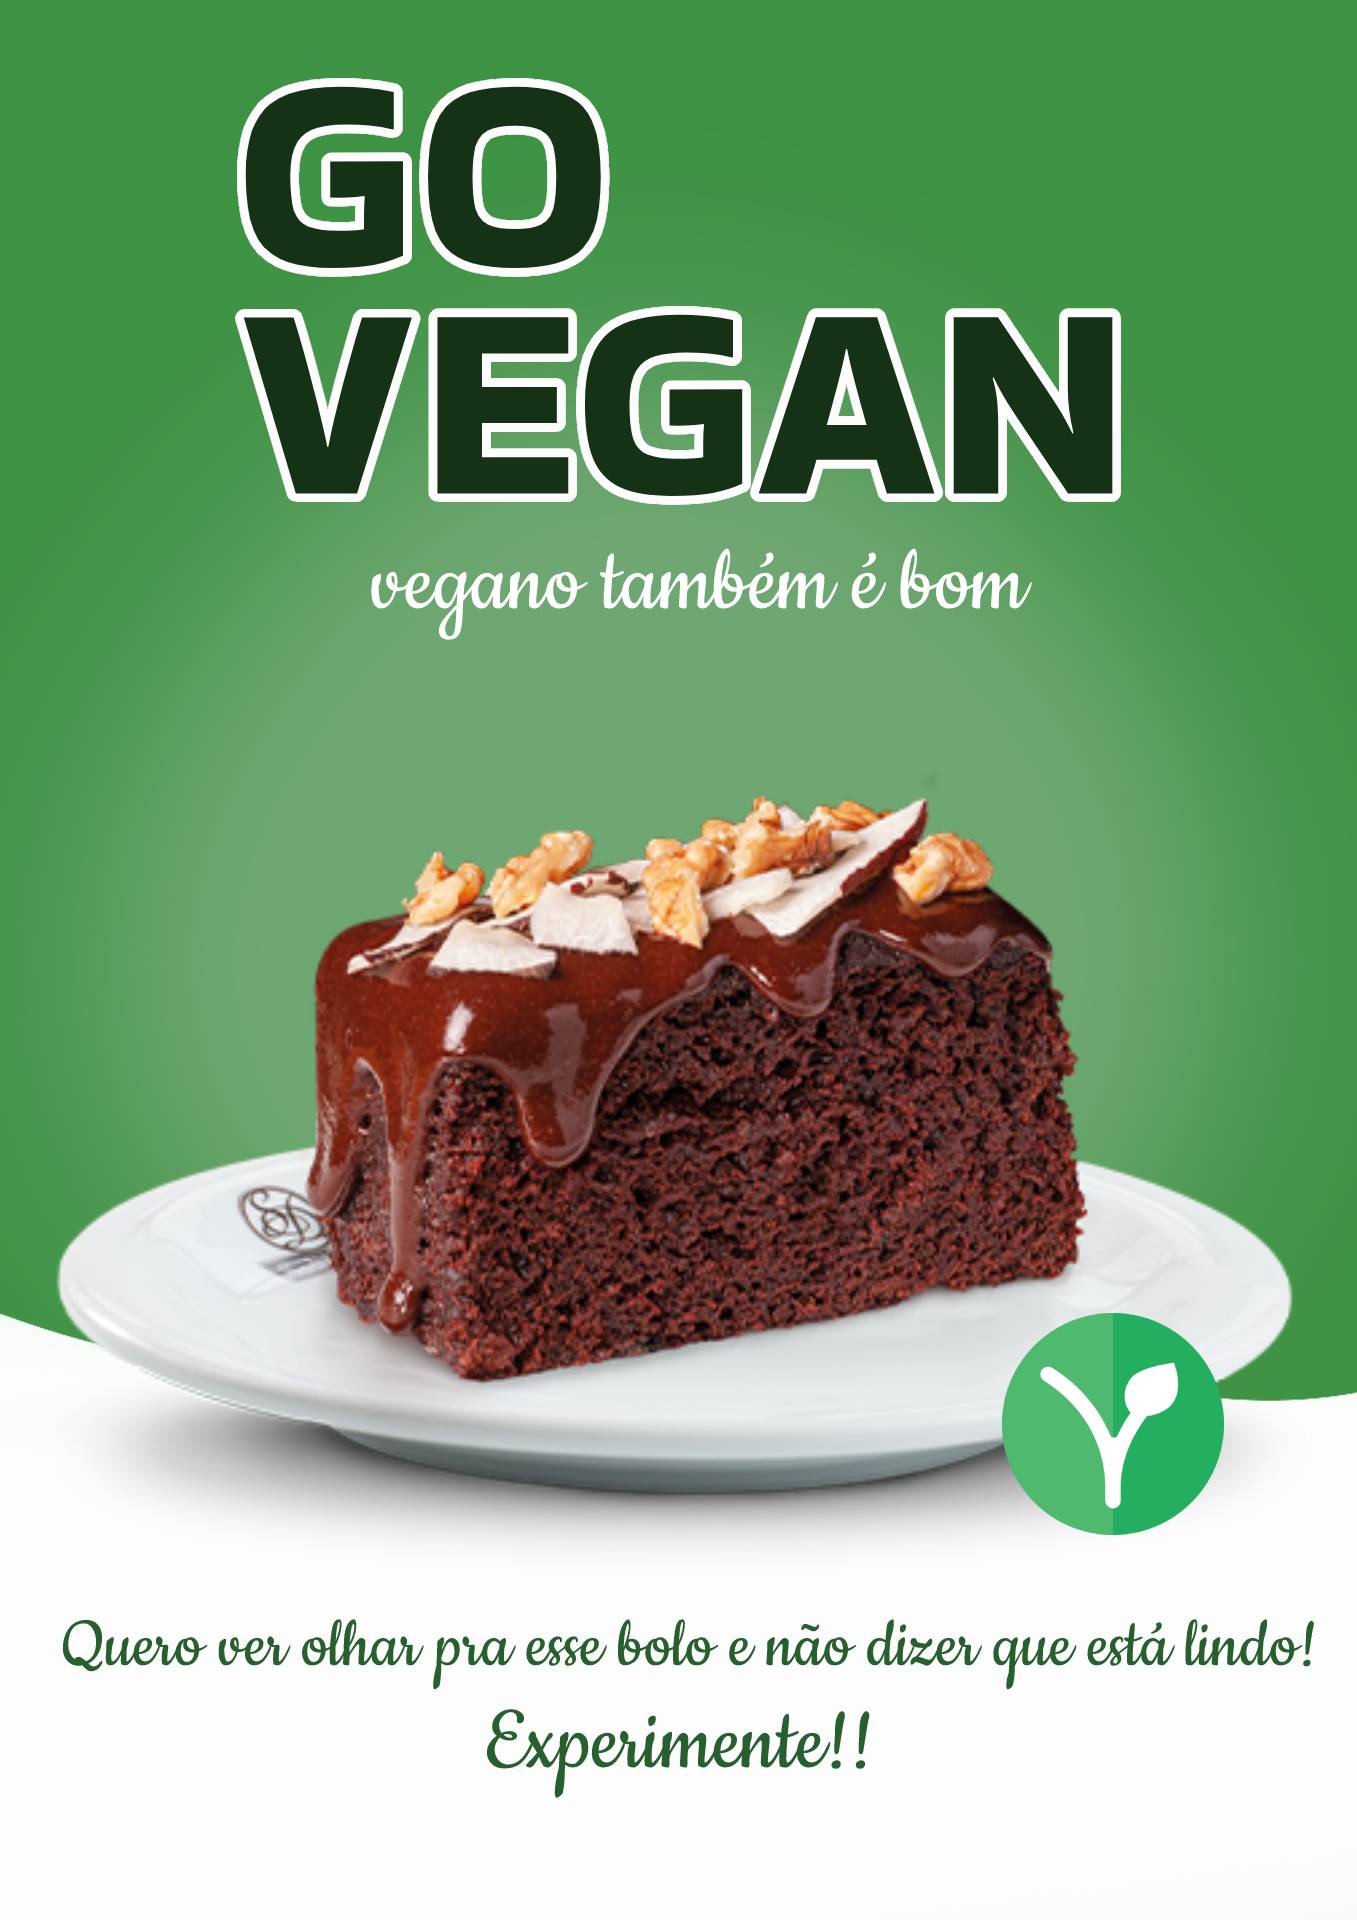 GO
VEGAN
vegano também é bom
Quero ver olhar pra esse bolo e não dizer que está lindo!
Experimente!!